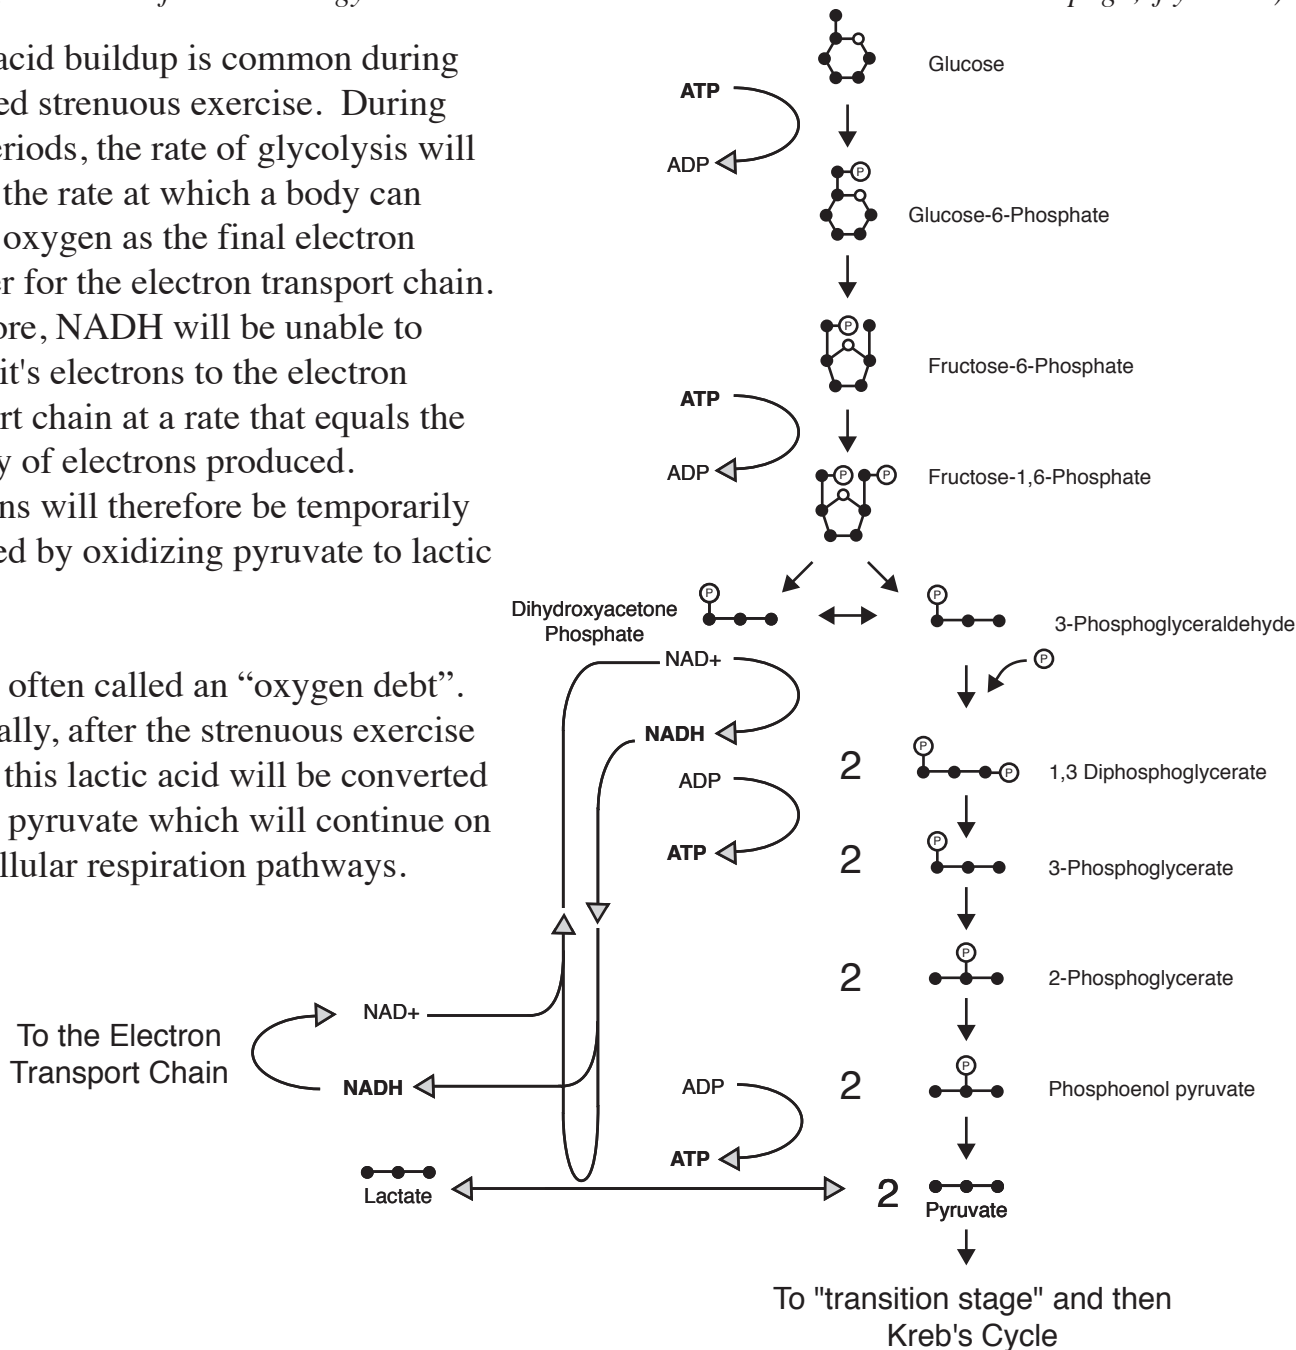 acid buildup is common during
ed strenuous exercise. During
eriods, the rate of glycolysis will
the rate at which a body can
oxygen as the final electron
er for the electron transport chain.
ore, NADH will be unable to
it's electrons to the electron
rt chain at a rate that equals the
y of electrons produced.
ns will therefore be temporarily
ed by oxidizing pyruvate to lactic
often called an “oxygen debt”.
ally, after the strenuous exercise
this lactic acid will be converted
pyruvate which will continue on
llular respiration pathways.
Glucose
ATP
ADP
P
Glucose-6-Phosphate
P
Fructose-6-Phosphate
ATP
ADP
P P
Fructose-1,6-Phosphate
P
Dihydroxyacetone
Phosphate
P
3-Phosphoglyceraldehyde
NAD+
P
NADH
P
2
P
1,3 Diphosphoglycerate
ADP
ATP
P
2
3-Phosphoglycerate
P
2
2-Phosphoglycerate
NAD+
To the Electron
Transport Chain
NADH
ADP
P
2
Phosphoenol pyruvate
ATP
Lactate
2
Pyruvate
To "transition stage" and then
Kreb's Cycle